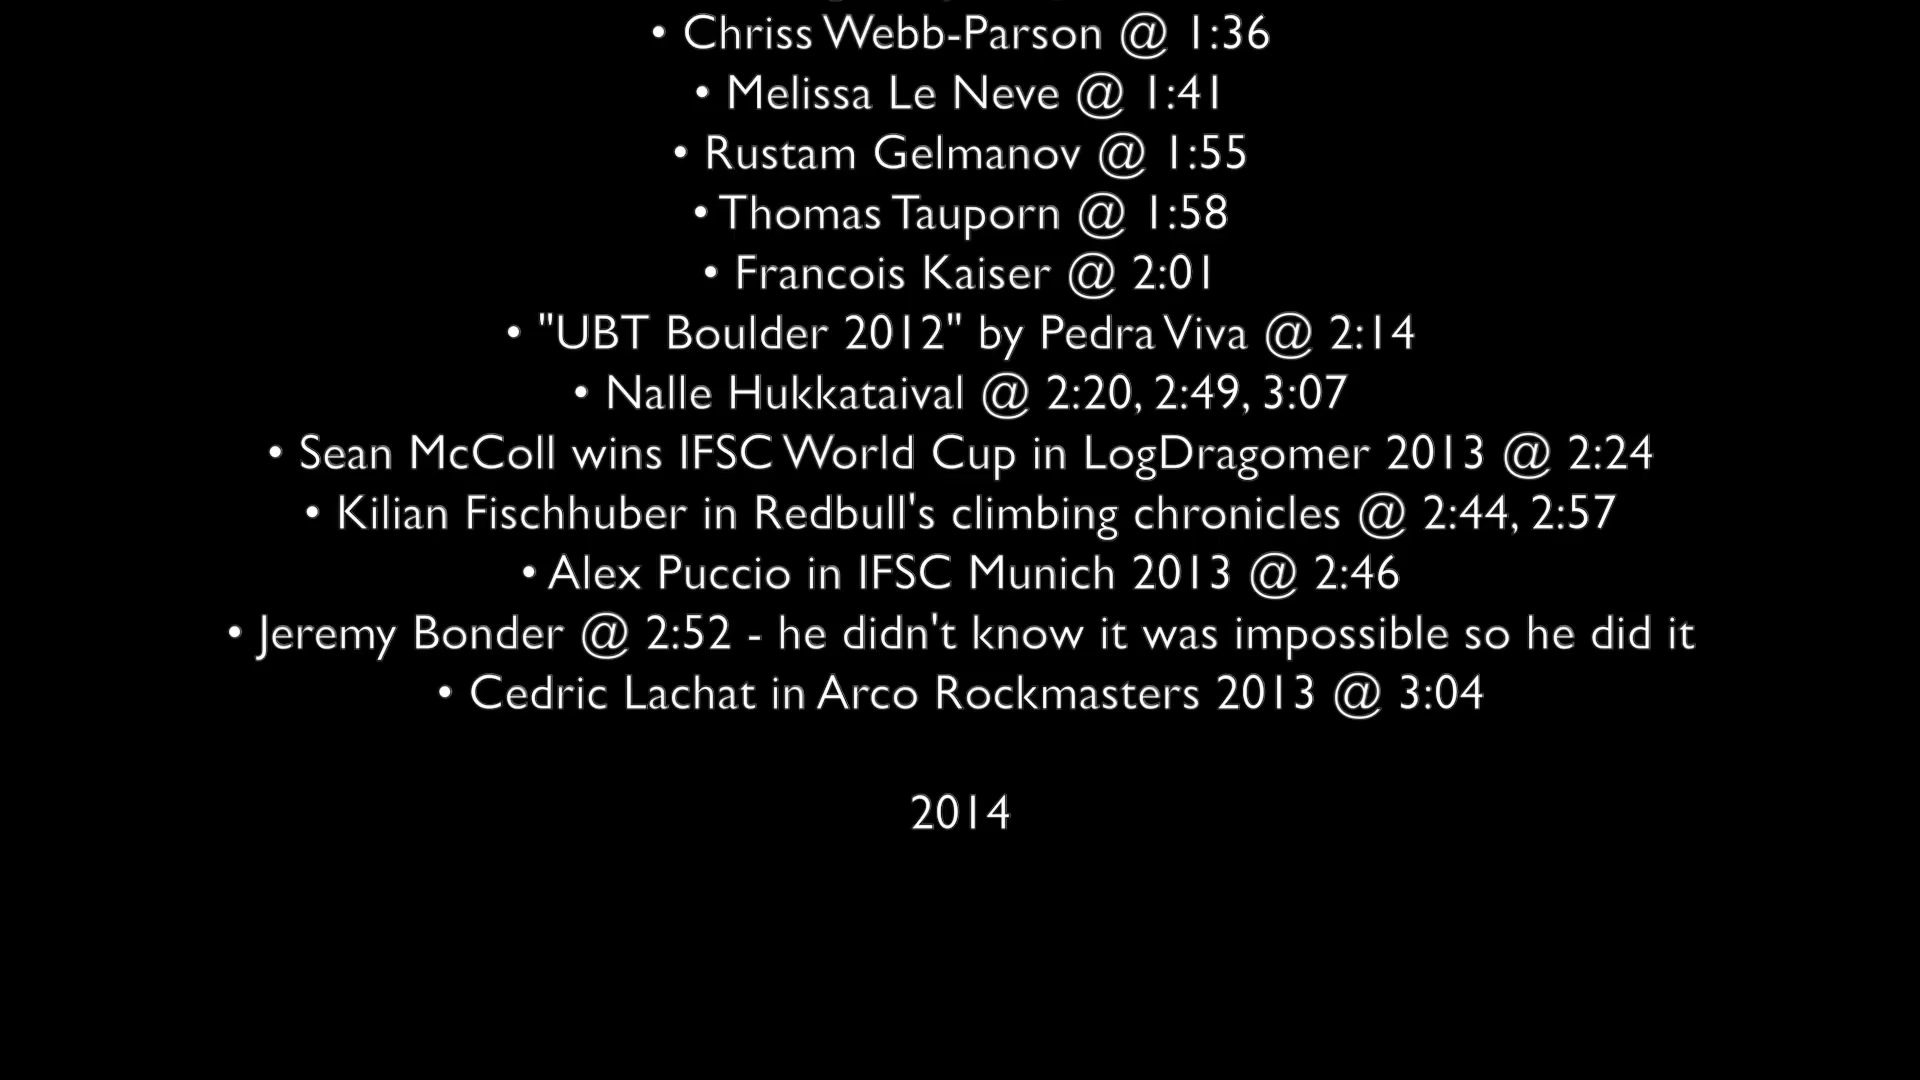 • Chriss Webb-Parson @ 1:36
• Melissa Le Neve @ 1:41
• Rustam Gelmanov @ 1:55
• Thomas Tauporn @ 1:58
• Francois Kaiser @ 2:01
• "UBT Boulder 2012" by Pedra Viva @ 2:14
• Nalle Hukkataival @ 2:20, 2:49, 3:07
• Sean McColl wins IFSC World Cup in LogDragomer 2013 @ 2:24
• Kilian Fischhuber in Redbull's climbing chronicles @ 2:44, 2:57
• Alex Puccio in IFSC Munich 2013 @ 2:46
• Jeremy Bonder @ 2:52 - he didn't know it was impossible so he did it
• Cedric Lachat in Arco Rockmasters 2013 @ 3:04
2014